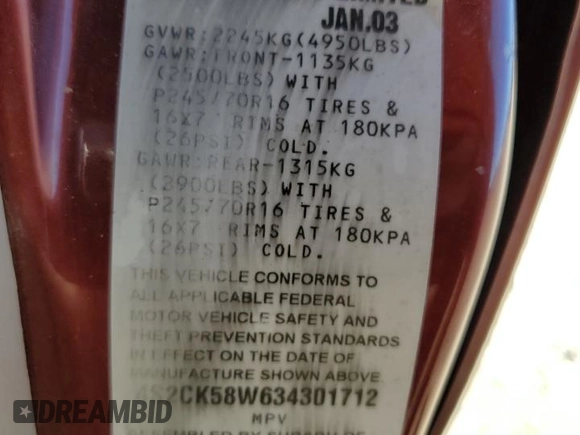 JAN.03
GVWR:2245KG(4950LBS)
GAWR:FRONT-1135KG
(2500LBS) WITH
P245/70R16 TIRES &
16X7 RIMS AT 180KPA
(26PSI) COLD.
GAWR:REAR-1315KG
(2900LBS) WITH
P245/70R16 TIRES &
16X7 RIMS AT 180KPA
(26PSI) COLD.
THIS VEHICLE CONFORMS TO
ALL APPLICABLE FEDERAL
MOTOR VEHICLE SAFETY AND
THEFT PREVENTION STANDARDS
IN EFFECT ON THE DATE OF
MANUFACTURE SHOWN ABOVE.
4S2CK58W634301712
MPV
DREAMBID